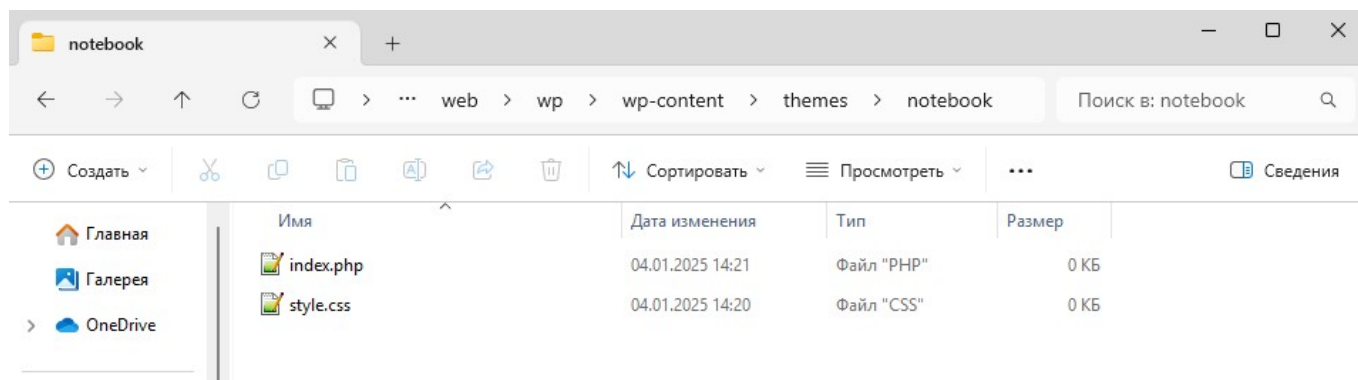 notebook
web > wp > wp-content > themes > notebook
Поиск в: notebook
Создать
Сортировать
Просмотреть
Сведения
Главная
Галерея
OneDrive
Имя Дата изменения Тип Размер
index.php 04.01.2025 14:21 Файл "PHP" 0 КБ
style.css 04.01.2025 14:20 Файл "CSS" 0 КБ